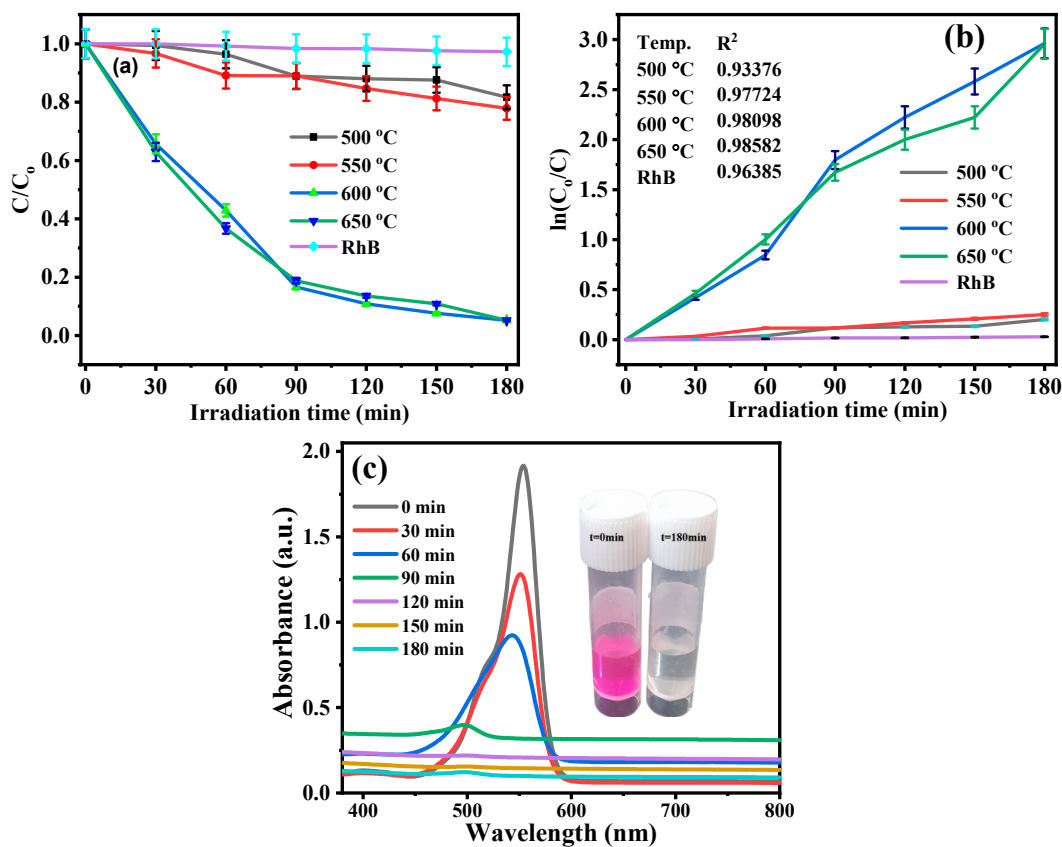 1.0
0.8
0.6
0.4
0.2
0.0
C/Co
(a)
500 °C
550 °C
600 °C
650 °C
RhB
0 30 60 90 120 150 180
Irradiation time (min)
3.0
2.5
2.0
1.5
1.0
0.5
0.0
ln(Co/C)
(b)
Temp. R²
500 °C 0.93376
550 °C 0.97724
600 °C 0.98098
650 °C 0.98582
RhB 0.96385
500 °C
550 °C
600 °C
650 °C
RhB
0 30 60 90 120 150 180
Irradiation time (min)
2.0
1.5
1.0
0.5
0.0
Absorbance (a.u.)
(c)
0 min
30 min
60 min
90 min
120 min
150 min
180 min
t=0min t=180min
400 500 600 700 800
Wavelength (nm)